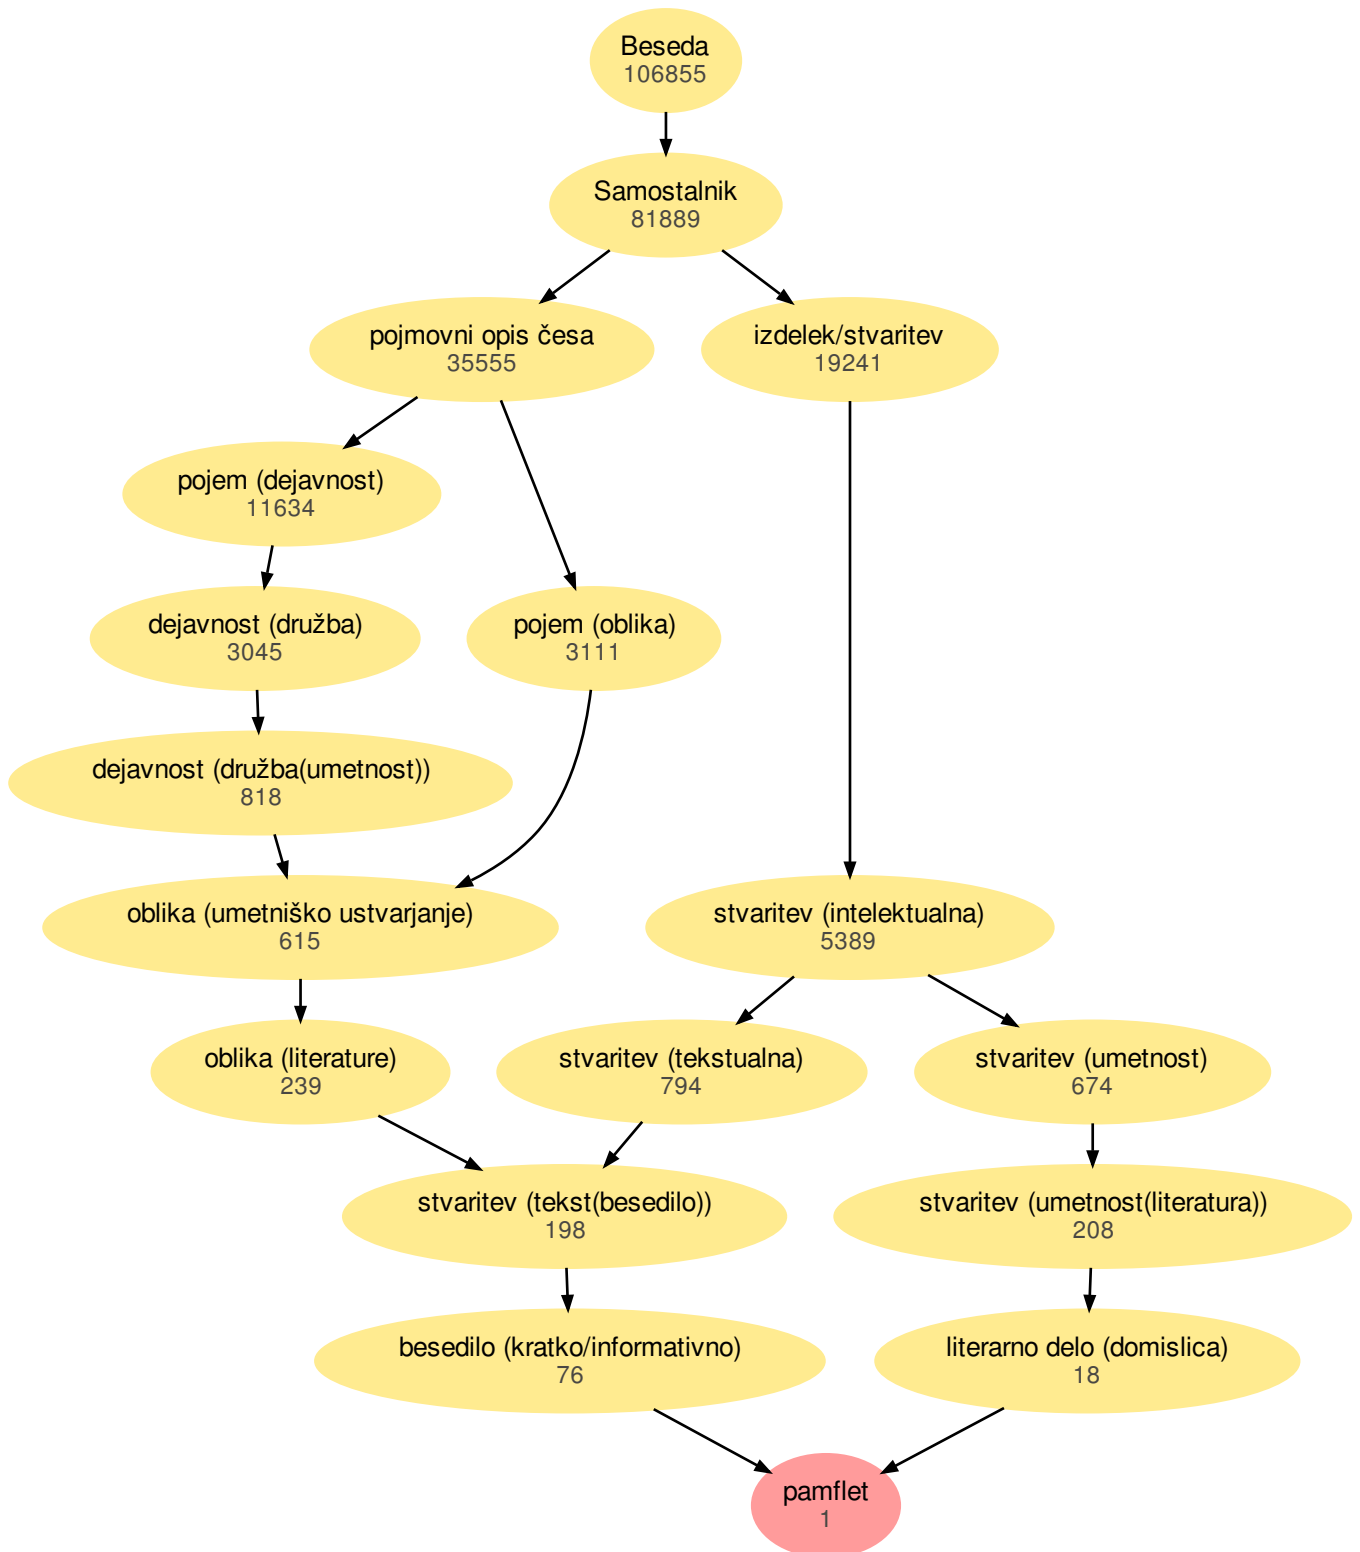 Beseda
106855
Samostalnik
81889
pojmovni opis česa
35555
izdelek/stvaritev
19241
pojem (dejavnost)
11634
dejavnost (družba)
3045
pojem (oblika)
3111
dejavnost (družba(umetnost))
818
oblika (umetniško ustvarjanje)
615
stvaritev (intelektualna)
5389
oblika (literature)
239
stvaritev (tekstualna)
794
stvaritev (umetnost)
674
stvaritev (tekst(besedilo))
198
stvaritev (umetnost(literatura))
208
besedilo (kratko/informativno)
76
literarno delo (domislica)
18
pamflet
1